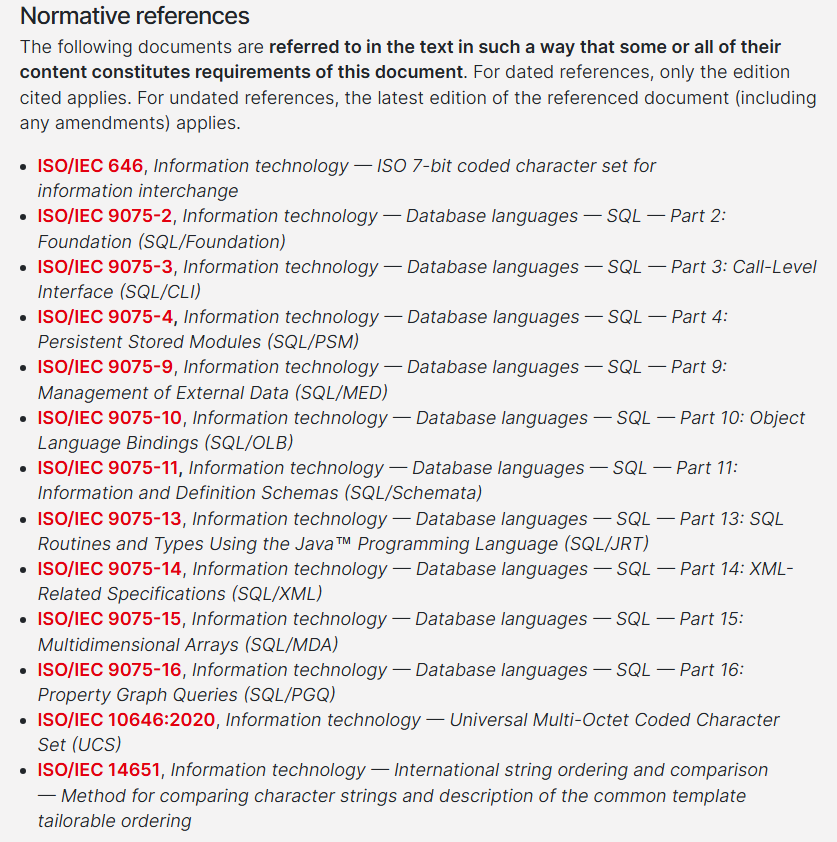 Normative references
The following documents are referred to in the text in such a way that some or all of their
content constitutes requirements of this document. For dated references, only the edition
cited applies. For undated references, the latest edition of the referenced document (including
any amendments) applies.
• ISO/IEC 646, Information technology — ISO 7-bit coded character set for
information interchange
• ISO/IEC 9075-2, Information technology — Database languages — SQL — Part 2:
Foundation (SQL/Foundation)
• ISO/IEC 9075-3, Information technology — Database languages — SQL — Part 3: Call-Level
Interface (SQL/CLI)
• ISO/IEC 9075-4, Information technology — Database languages — SQL — Part 4:
Persistent Stored Modules (SQL/PSM)
• ISO/IEC 9075-9, Information technology — Database languages — SQL — Part 9:
Management of External Data (SQL/MED)
• ISO/IEC 9075-10, Information technology — Database languages — SQL — Part 10: Object
Language Bindings (SQL/OLB)
• ISO/IEC 9075-11, Information technology — Database languages — SQL — Part 11:
Information and Definition Schemas (SQL/Schemata)
• ISO/IEC 9075-13, Information technology — Database languages — SQL — Part 13: SQL
Routines and Types Using the Java™ Programming Language (SQL/JRT)
• ISO/IEC 9075-14, Information technology — Database languages — SQL — Part 14: XML-
Related Specifications (SQL/XML)
• ISO/IEC 9075-15, Information technology — Database languages — SQL — Part 15:
Multidimensional Arrays (SQL/MDA)
• ISO/IEC 9075-16, Information technology — Database languages — SQL — Part 16:
Property Graph Queries (SQL/PGQ)
• ISO/IEC 10646:2020, Information technology — Universal Multi-Octet Coded Character
Set (UCS)
• ISO/IEC 14651, Information technology — International string ordering and comparison
— Method for comparing character strings and description of the common template
tailorable ordering